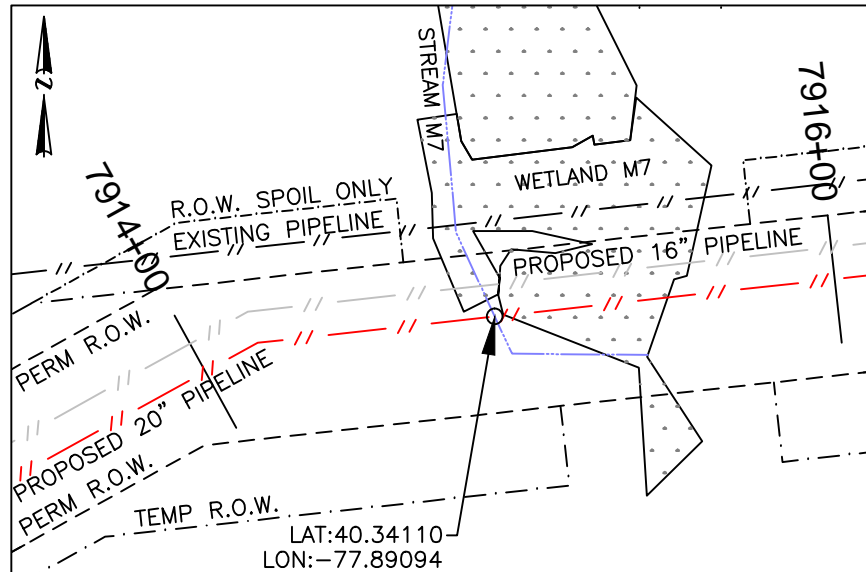 N
STREAM M7
7916+00
WETLAND M7
7914+00
R.O.W. SPOIL ONLY
EXISTING PIPELINE
PROPOSED 16" PIPELINE
PERM R.O.W.
PROPOSED 20" PIPELINE
PERM R.O.W.
TEMP R.O.W.
LAT:40.34110
LON:-77.89094